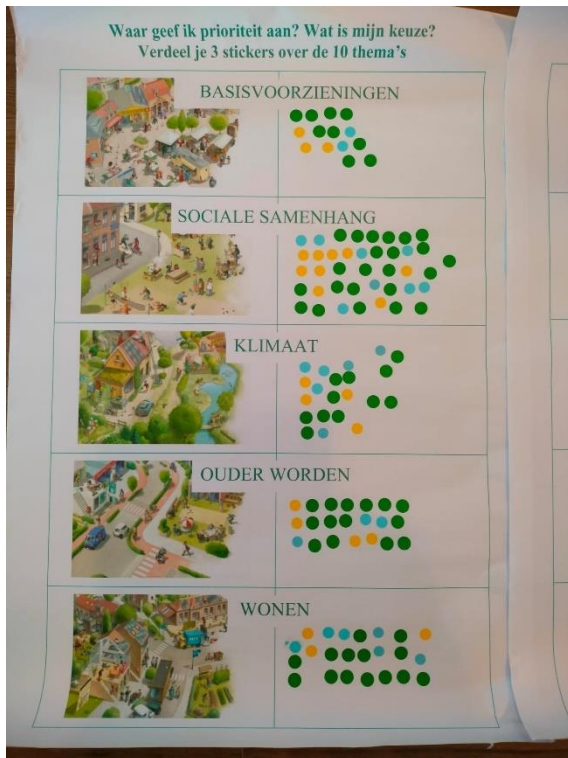 Waar geef ik prioriteit aan? Wat is mijn keuze?
Verdeel je 3 stickers over de 10 thema's
BASISVOORZIENINGEN
SOCIALE SAMENHANG
KLIMAAT
OUDER WORDEN
WONEN